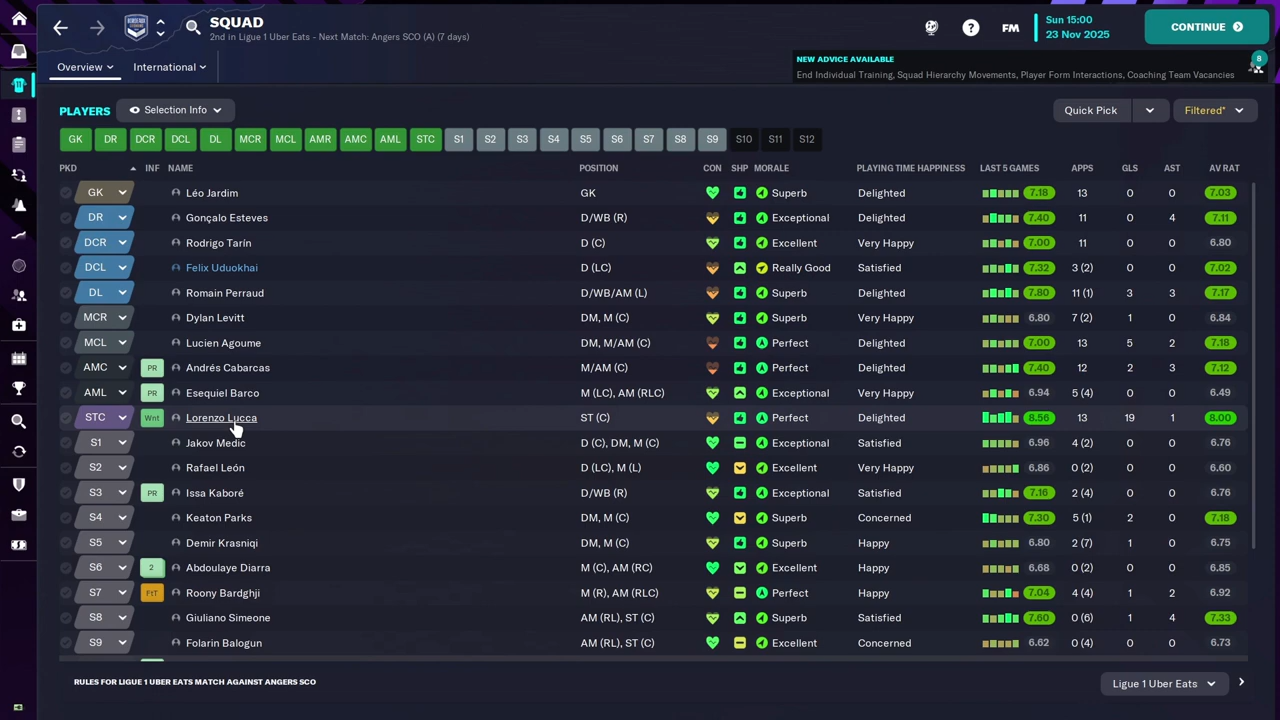 SQUAD
2nd in Ligue 1 Uber Eats - Next Match: Angers SCO (A) (7 days)
FM
Sun 15:00
23 Nov 2025
CONTINUE
Overview
International
NEW ADVICE AVAILABLE
End Individual Training, Squad Hierarchy Movements, Player Form Interactions, Coaching Team Vacancies
8
PLAYERS
Selection Info
Quick Pick
Filtered*
GK DR DCR DCL DL MCR MCL AMR AMC AML STC S1 S2 S3 S4 S5 S6 S7 S8 S9 S10 S11 S12
PKD INF NAME POSITION CON SHP MORALE PLAYING TIME HAPPINESS LAST 5 GAMES APPS GLS AST AV RAT
GK Léo Jardim GK Superb Delighted 7.18 13 0 0 7.03
DR Gonçalo Esteves D/WB (R) Exceptional Delighted 7.40 11 0 4 7.11
DCR Rodrigo Tarín D (C) Excellent Very Happy 7.00 11 0 0 6.80
DCL Felix Uduokhai D (LC) Really Good Satisfied 7.32 3 (2) 0 0 7.02
DL Romain Perraud D/WB/AM (L) Superb Delighted 7.80 11 (1) 3 3 7.17
MCR Dylan Levitt DM, M (C) Superb Very Happy 6.80 7 (2) 1 0 6.84
MCL Lucien Agoume DM, M/AM (C) Perfect Delighted 7.00 13 5 2 7.18
AMC PR Andrés Cabarcas M/AM (C) Perfect Delighted 7.40 12 2 3 7.12
AML PR Esequiel Barco M (LC), AM (RLC) Exceptional Very Happy 6.94 5 (4) 0 0 6.49
STC Wnt Lorenzo Lucca ST (C) Perfect Delighted 8.56 13 19 1 8.00
S1 Jakov Medic D (C), DM, M (C) Exceptional Satisfied 6.96 4 (2) 0 0 6.76
S2 Rafael León D (LC), M (L) Excellent Very Happy 6.86 0 (2) 0 0 6.60
S3 PR Issa Kaboré D/WB (R) Exceptional Satisfied 7.16 2 (4) 0 0 6.76
S4 Keaton Parks DM, M (C) Superb Concerned 7.30 5 (1) 2 0 7.18
S5 Demir Krasniqi DM, M (C) Superb Happy 6.80 2 (7) 1 0 6.75
S6 2 Abdoulaye Diarra M (C), AM (RC) Excellent Happy 6.68 0 (2) 0 0 6.85
S7 FtT Roony Bardghji M (R), AM (RLC) Perfect Happy 7.04 4 (4) 1 2 6.92
S8 Giuliano Simeone AM (RL), ST (C) Superb Satisfied 7.60 0 (6) 1 4 7.33
S9 Folarin Balogun AM (RL), ST (C) Excellent Concerned 6.62 0 (4) 0 0 6.73
RULES FOR LIGUE 1 UBER EATS MATCH AGAINST ANGERS SCO
Ligue 1 Uber Eats